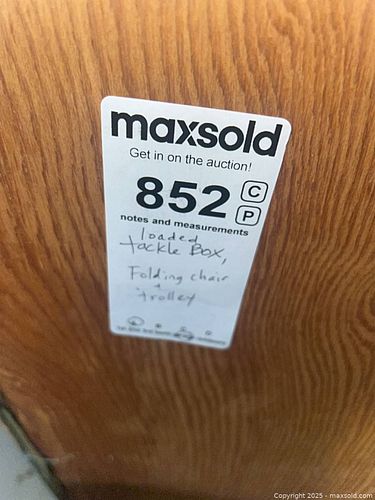 maxsold
Get in on the auction!
852 C
P
notes and measurements
loaded
tackle Box,
Folding chair
+
trolley
Copyright 2025 - maxsold.com